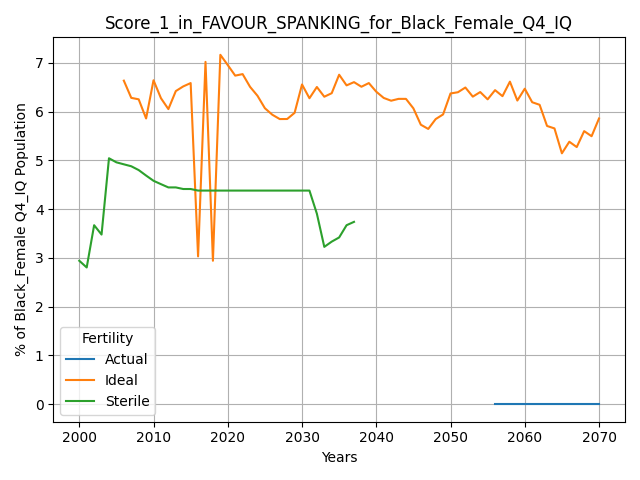 Score_1_in_FAVOUR_SPANKING_for_Black_Female_Q4_IQ
% of Black_Female Q4_IQ Population
7
6
5
4
3
2
1
0
Fertility
Actual
Ideal
Sterile
2000 2010 2020 2030 2040 2050 2060 2070
Years